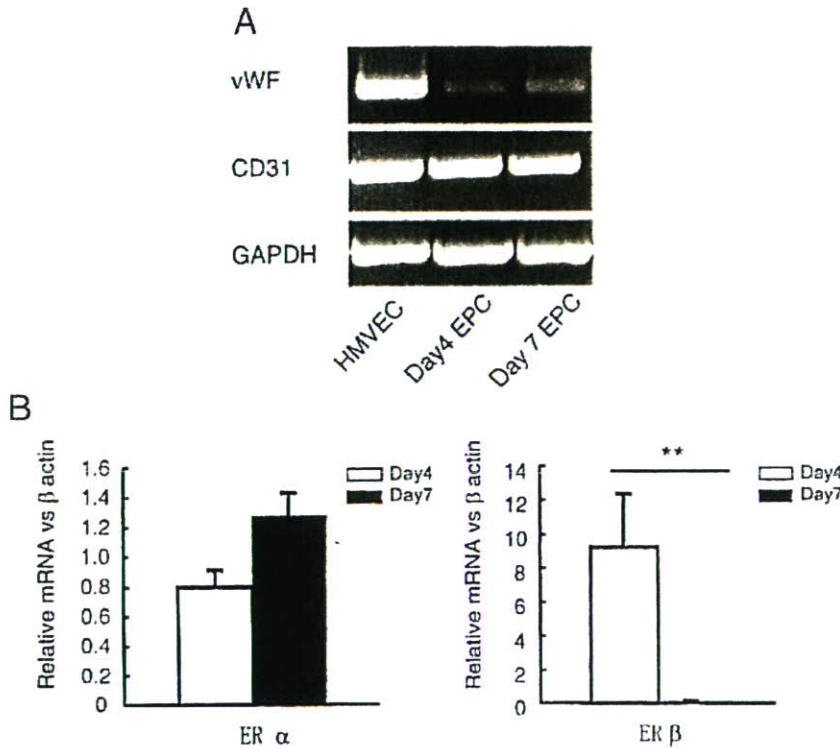 A
vWF
CD31
GAPDH
HMVEC
Day4 EPC
Day 7 EPC
B
Relative mRNA vs β actin
1.6
1.4
1.2
1.0
0.8
0.6
0.4
0.2
0
Day4
Day7
ER α
Relative mRNA vs β actin
14
12
10
8
6
4
2
0
**
Day4
Day7
ER β